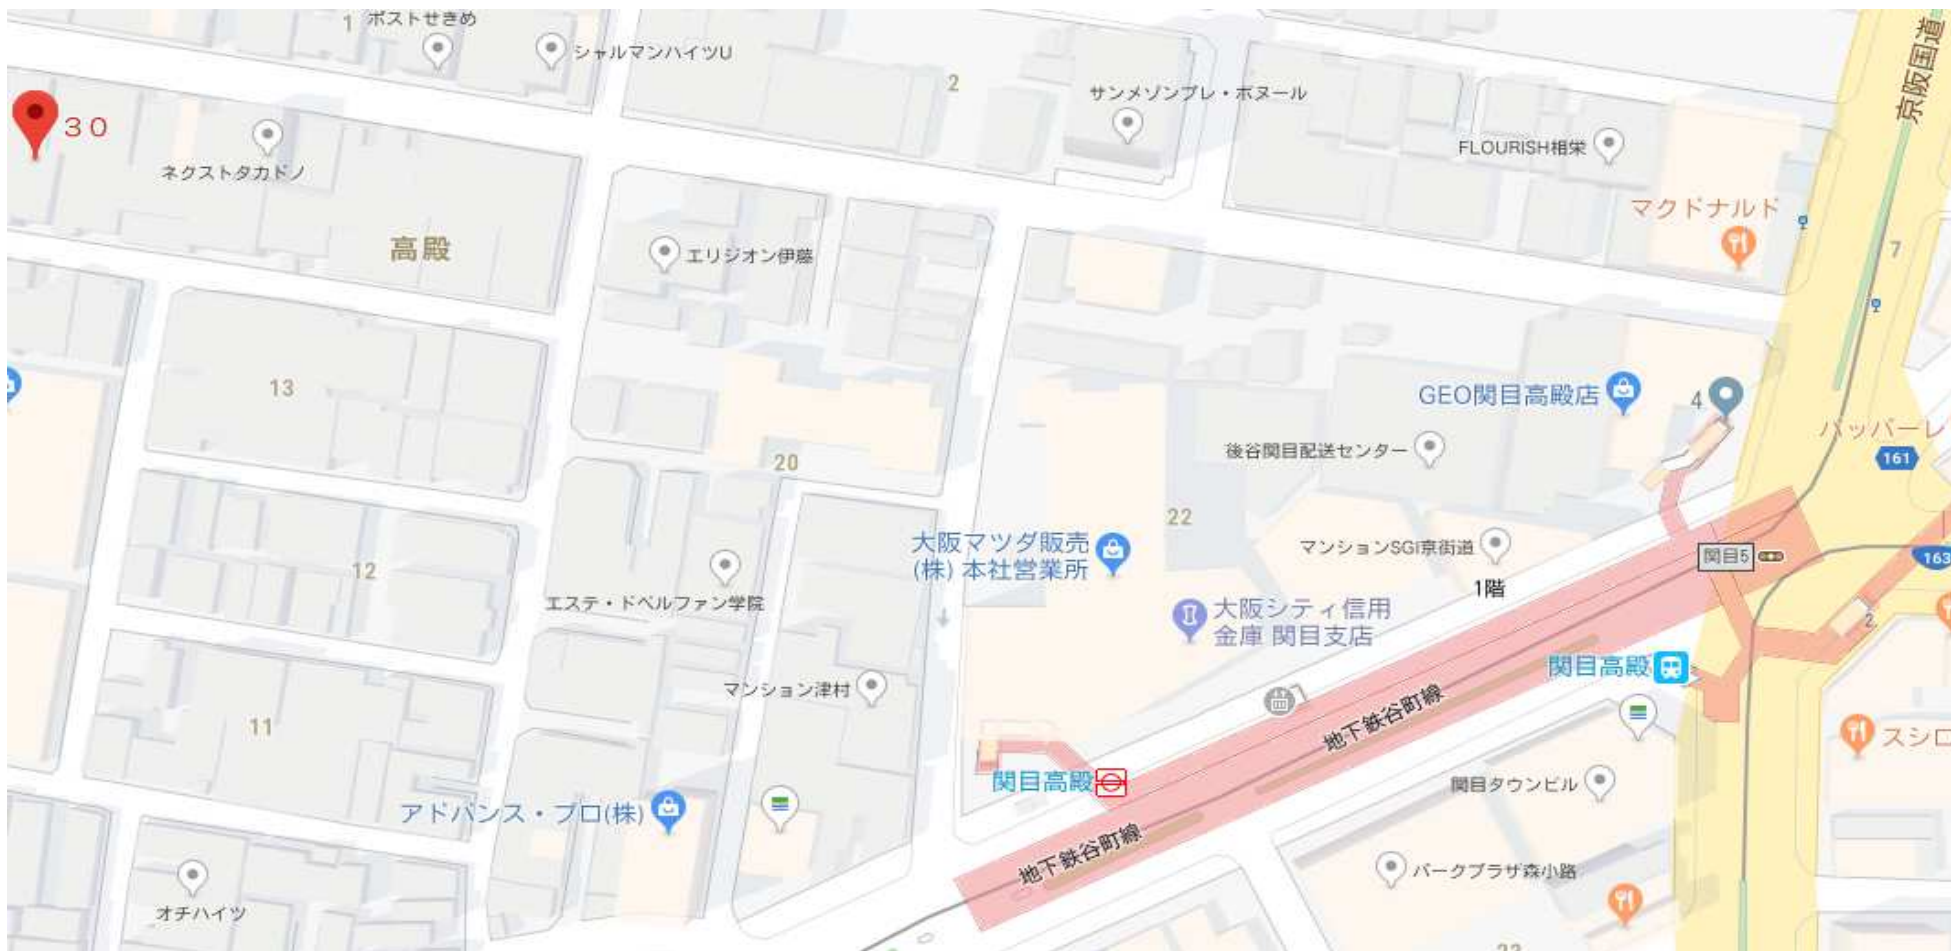 1
ポストせきめ
シャルマンハイツU
京阪国道
2
サンメゾンプレ・ボヌール
３０
FLOURISH相栄
ネクストタカドノ
マクドナルド
高殿
エリジオン伊藤
7
13
GEO関目高殿店
4
20
後谷関目配送センター
161
22
大阪マツダ販売
(株) 本社営業所
マンションSGI京街道
関目5
163
12
1階
エステ・ドベルファン学院
大阪シティ信用
金庫 関目支店
2
関目高殿
マンション津村
11
地下鉄谷町線
スシロ
関目高殿
関目タウンビル
アドバンス・プロ(株)
地下鉄谷町線
パークプラザ森小路
オチハイツ